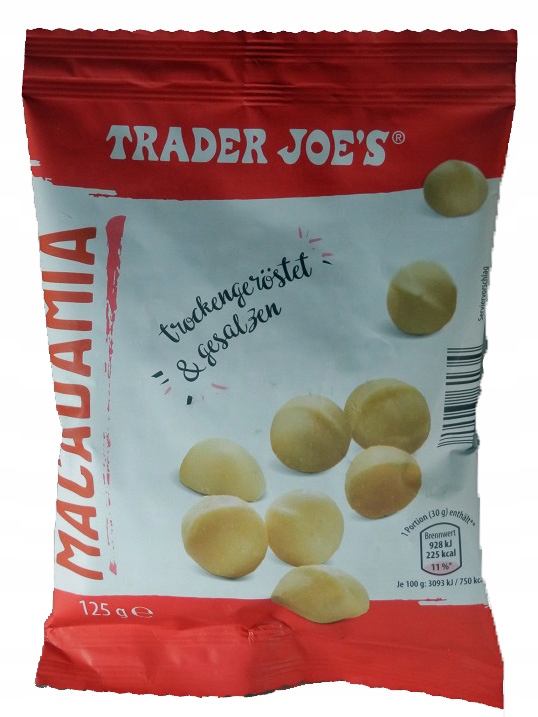 TRADER JOE'S®
MACADAMIA
trockengeröstet
& gesalzen
Serviervorschlag
1 Portion (30 g) enthält**
Brennwert
928 kJ
225 kcal
11 %*
Je 100 g: 3093 kJ / 750 kc
125 g ℮